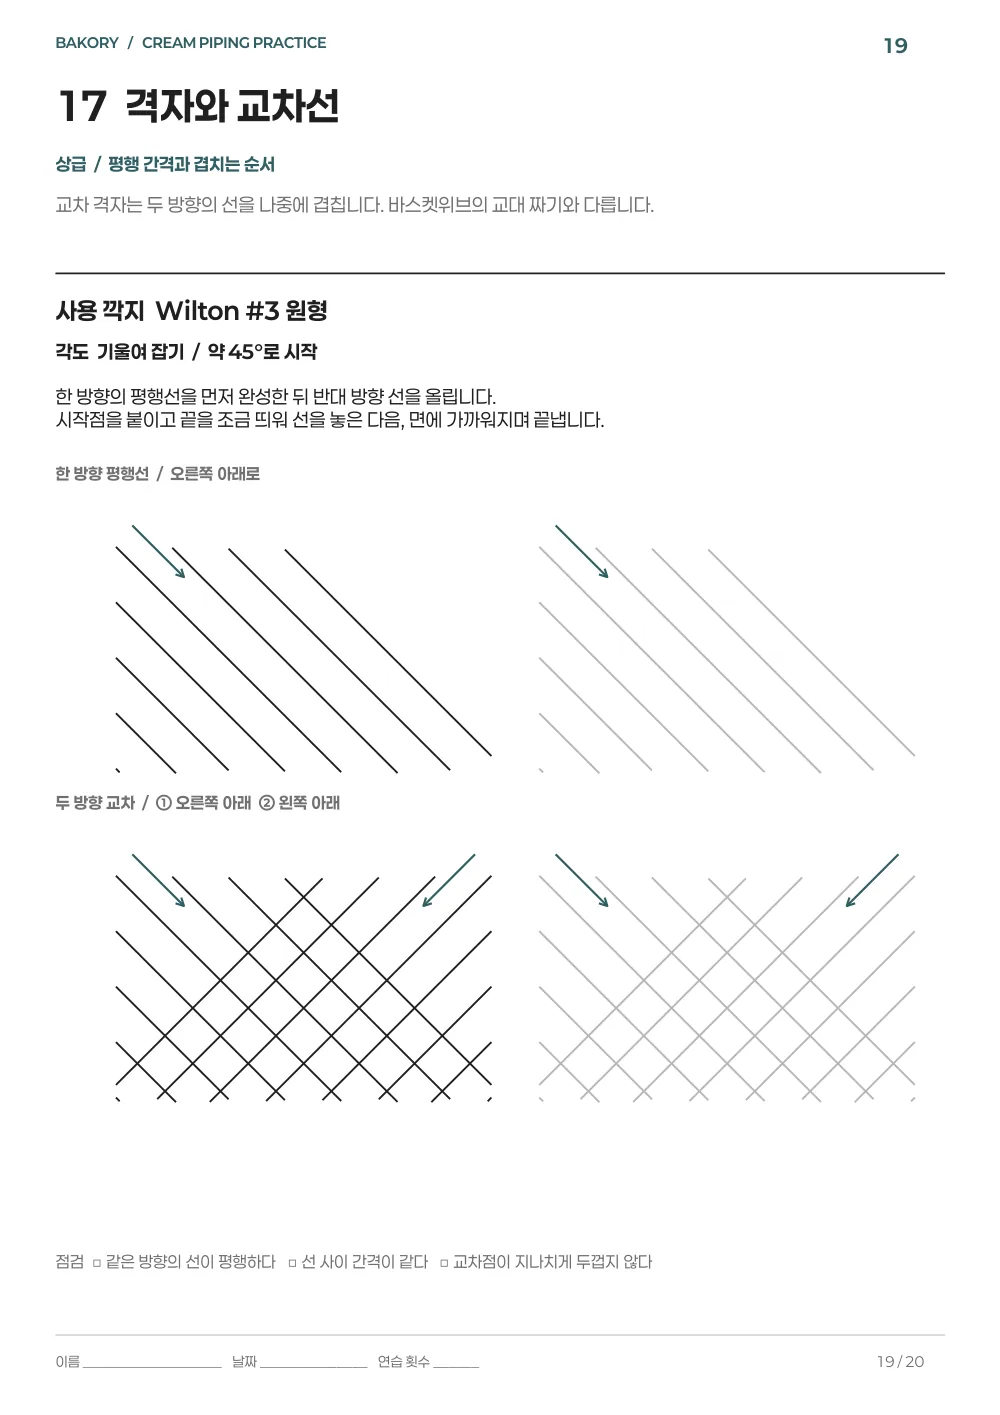 BAKORY / CREAM PIPING PRACTICE
19
17 격자와 교차선
상급 / 평행 간격과 겹치는 순서
교차 격자는 두 방향의 선을 나중에 겹칩니다. 바스켓위브의 교대 짜기와 다릅니다.
사용 깍지 Wilton #3 원형
각도 기울여 잡기 / 약 45°로 시작
한 방향의 평행선을 먼저 완성한 뒤 반대 방향 선을 올립니다.
시작점을 붙이고 끝을 조금 띄워 선을 놓은 다음, 면에 가까워지며 끝냅니다.
한 방향 평행선 / 오른쪽 아래로
두 방향 교차 / ① 오른쪽 아래 ② 왼쪽 아래
점검 □ 같은 방향의 선이 평행하다 □ 선 사이 간격이 같다 □ 교차점이 지나치게 두껍지 않다
이름 __________________ 날짜 ______________ 연습 횟수 ______
19 / 20